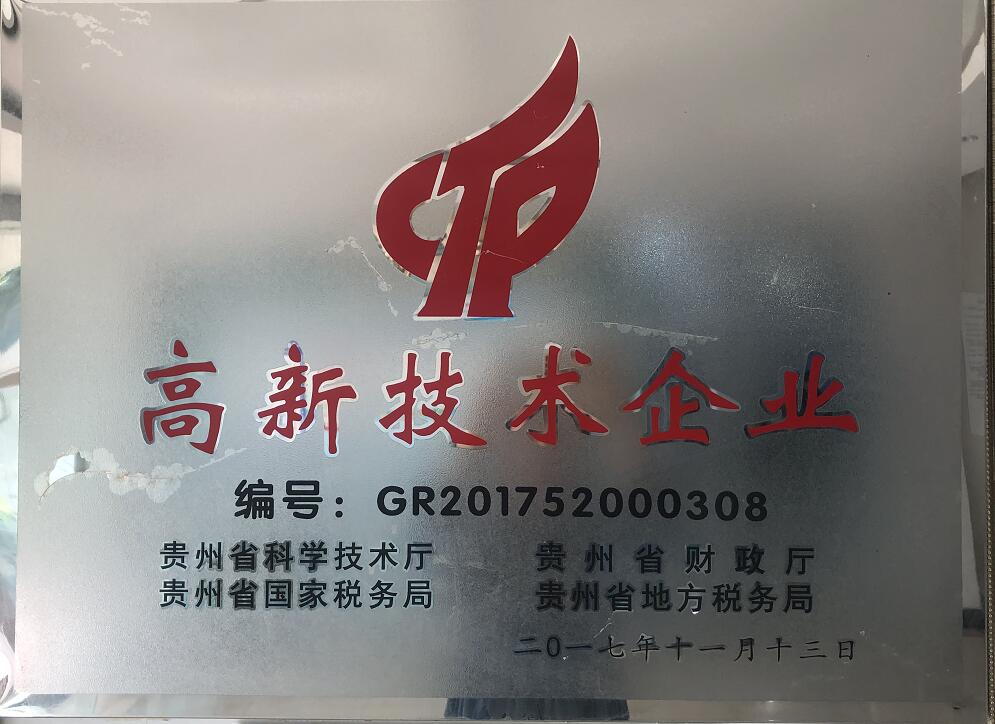 高新技术企业
编号：GR201752000308
贵州省科学技术厅 贵州省财政厅
贵州省国家税务局 贵州省地方税务局
二０一七年十一月十三日